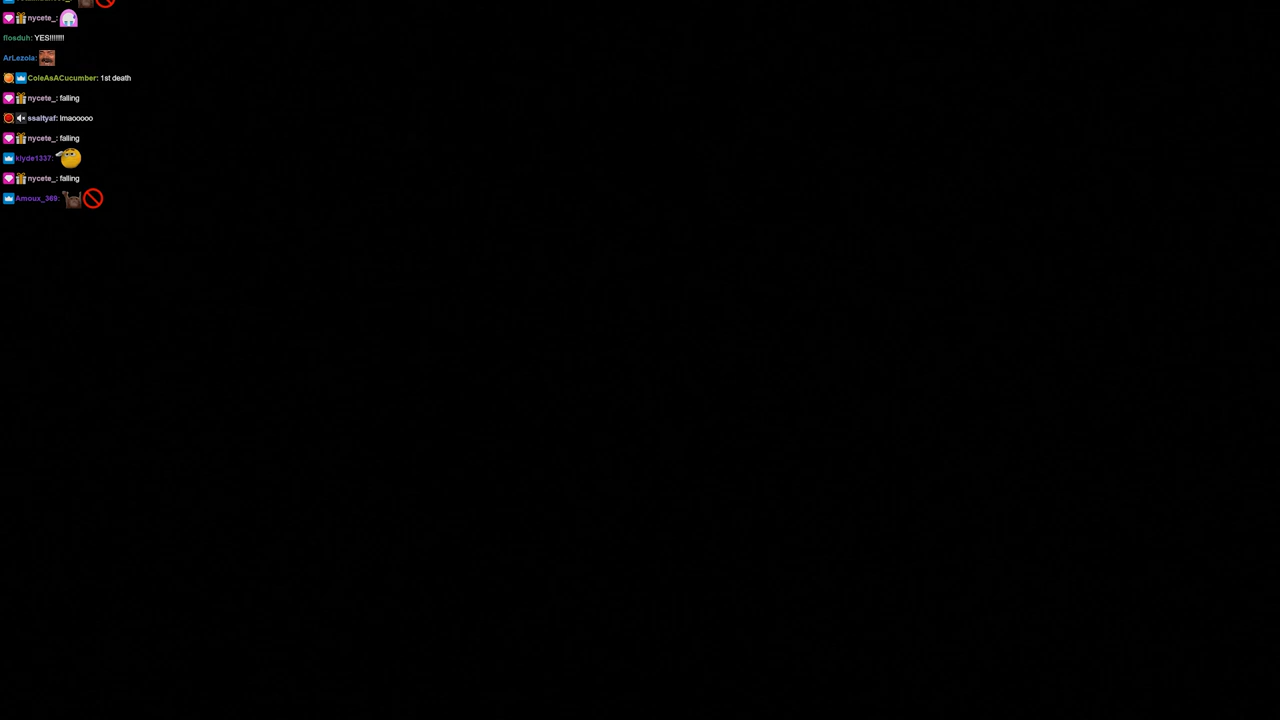 nycete_:
flosduh: YES!!!!!!!
ArLezola:
ColeAsACucumber: 1st death
nycete_: falling
ssaltyaf: lmaooooo
nycete_: falling
klyde1337:
nycete_: falling
Amoux_369: